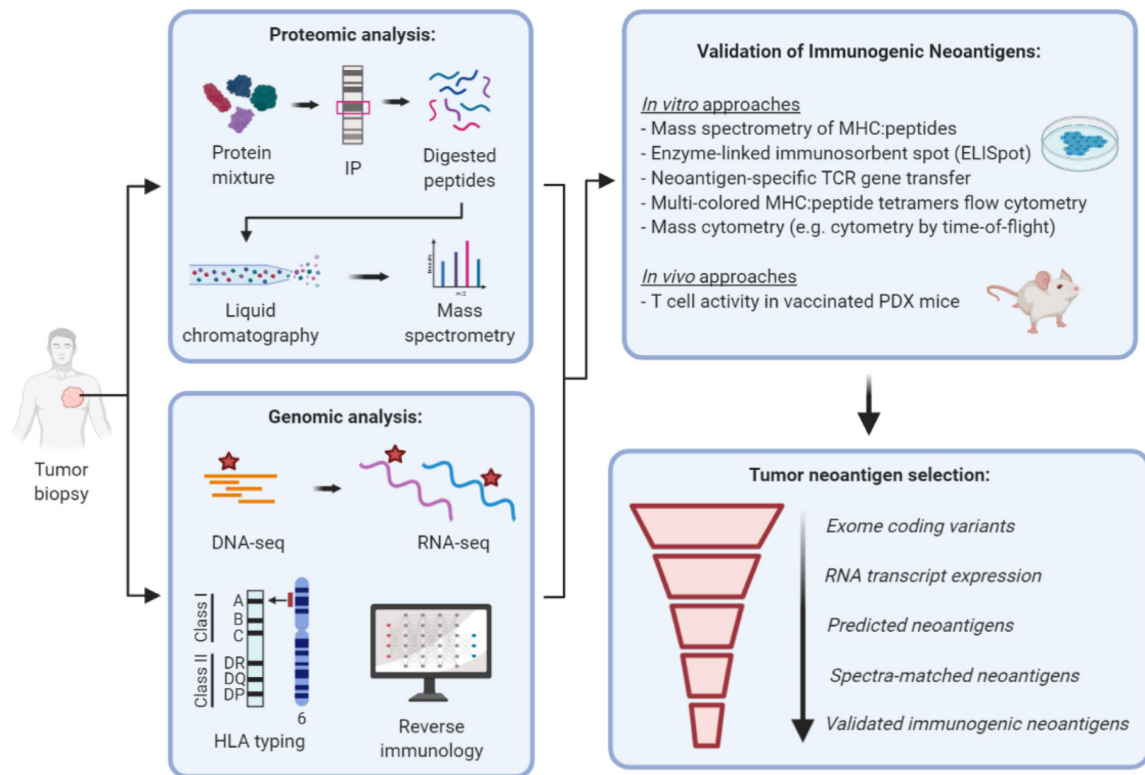 Proteomic analysis:
Protein
mixture
IP
Digested
peptides
Liquid
chromatography
m/z
Mass
spectrometry
Tumor
biopsy
Genomic analysis:
DNA-seq
RNA-seq
Class I
A
B
C
Class II
DR
DQ
DP
6
HLA typing
Reverse
immunology
Validation of Immunogenic Neoantigens:
In vitro approaches
- Mass spectrometry of MHC:peptides
- Enzyme-linked immunosorbent spot (ELISpot)
- Neoantigen-specific TCR gene transfer
- Multi-colored MHC:peptide tetramers flow cytometry
- Mass cytometry (e.g. cytometry by time-of-flight)
In vivo approaches
- T cell activity in vaccinated PDX mice
Tumor neoantigen selection:
Exome coding variants
RNA transcript expression
Predicted neoantigens
Spectra-matched neoantigens
Validated immunogenic neoantigens